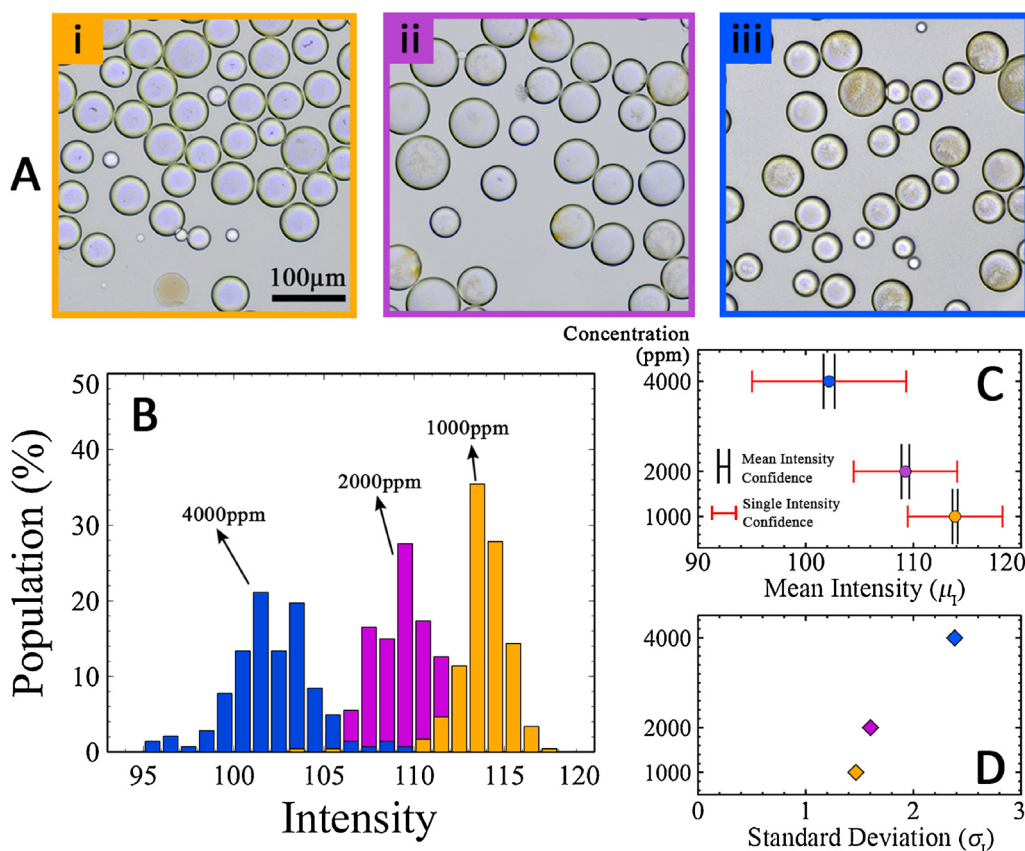 i
ii
iii
A
100μm
B
Population (%)
50
40
30
20
10
0
4000ppm
2000ppm
1000ppm
95
100
105
110
115
120
Intensity
Concentration
(ppm)
C
4000
2000
1000
Mean Intensity
Confidence
Single Intensity
Confidence
90
100
110
120
Mean Intensity (μI)
D
4000
2000
1000
0
1
2
3
Standard Deviation (σI)